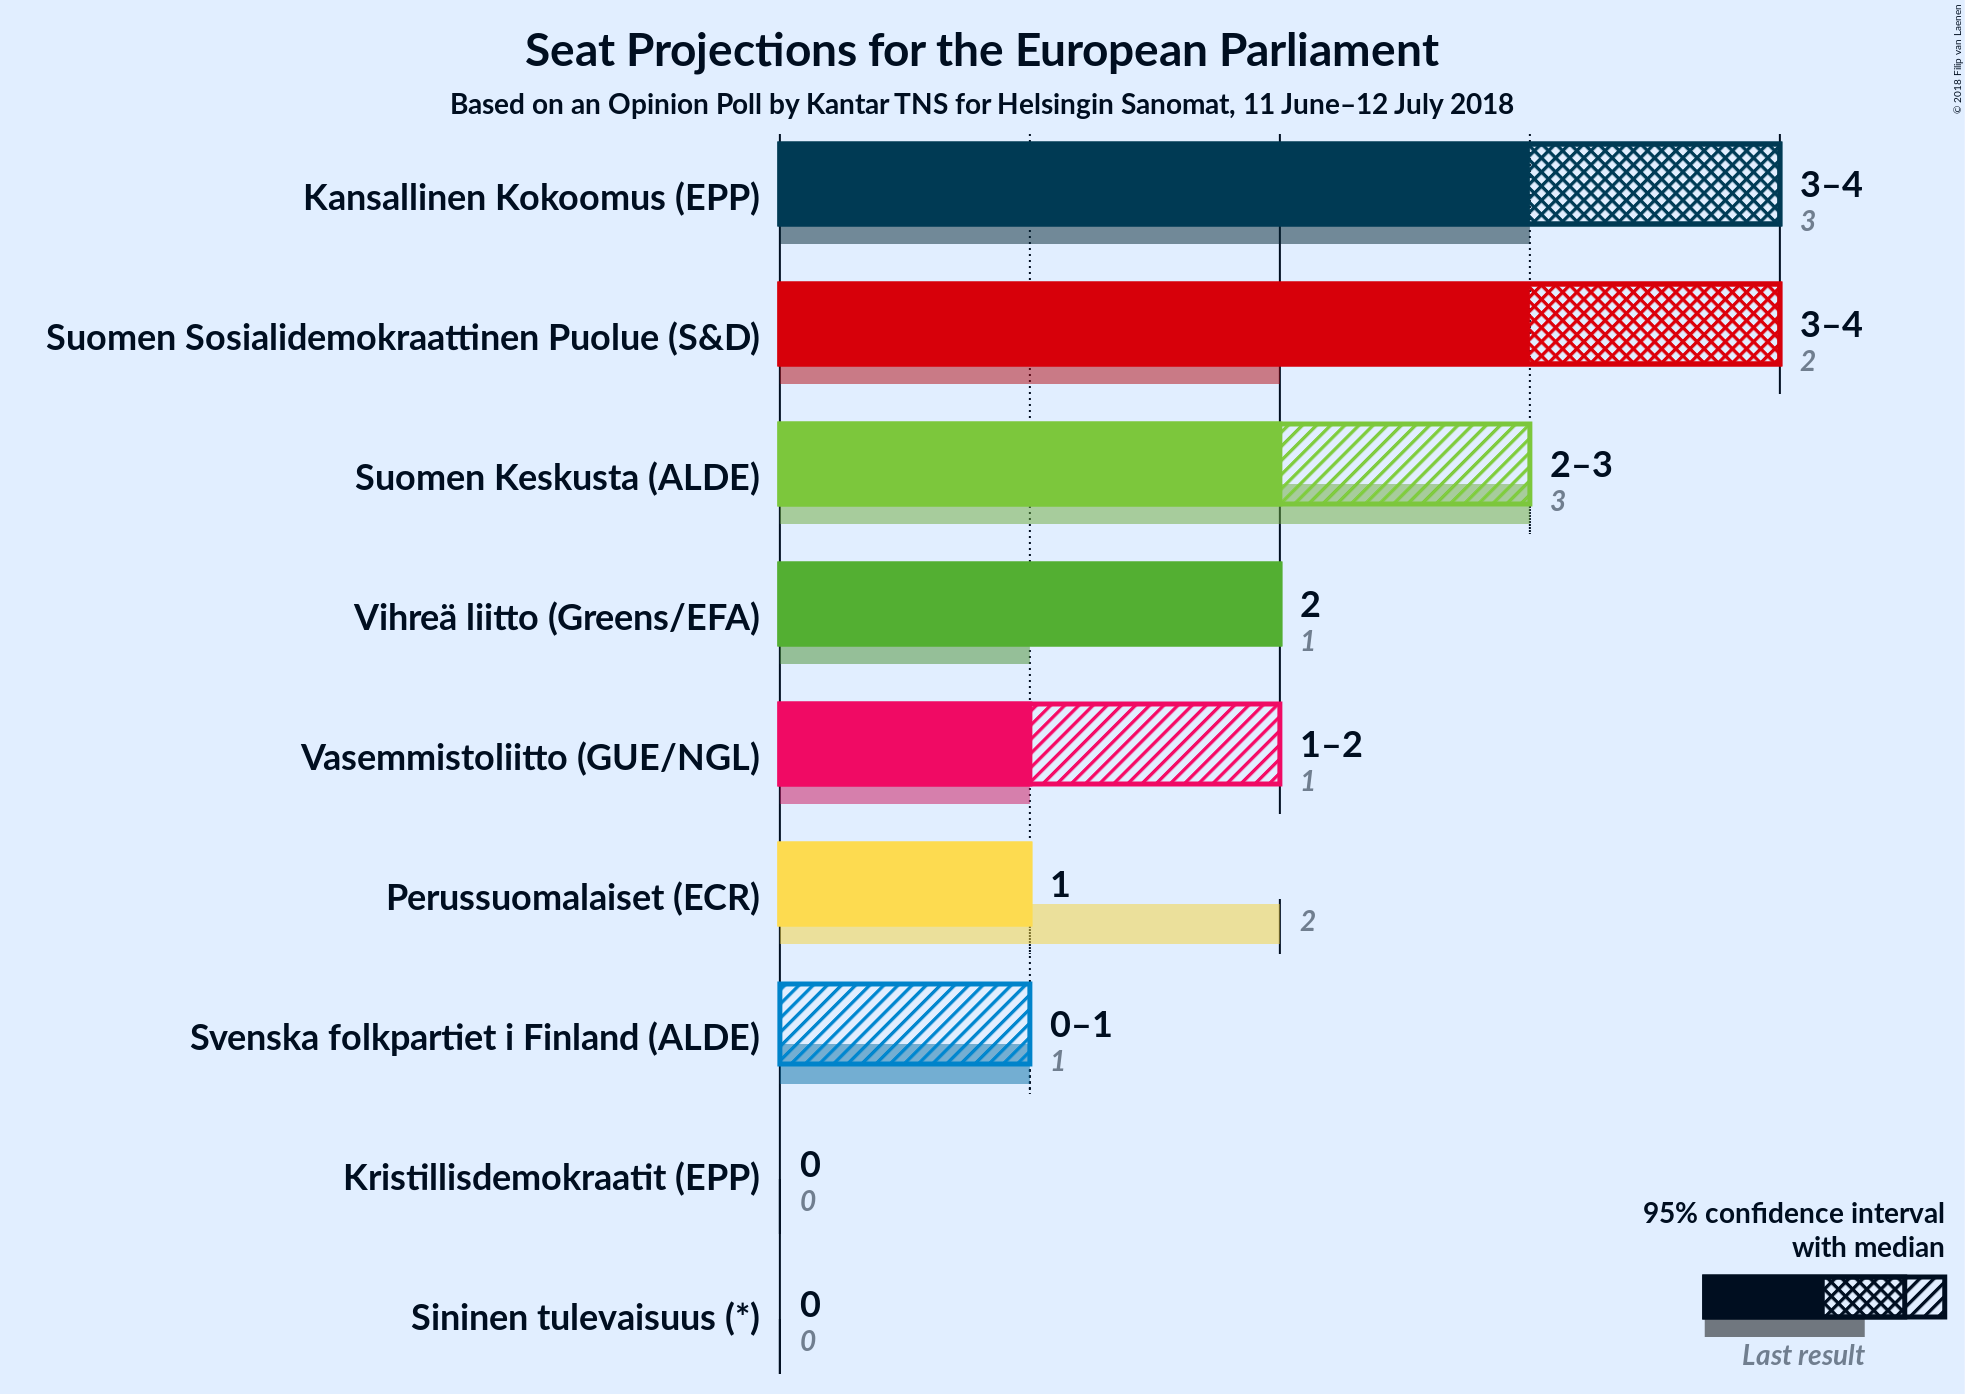 Seat Projections for the European Parliament
Based on an Opinion Poll by Kantar TNS for Helsingin Sanomat, 11 June–12 July 2018
© 2018 Filip van Laenen
Kansallinen Kokoomus (EPP)
3–4
3
Suomen Sosialidemokraattinen Puolue (S&D)
3–4
2
Suomen Keskusta (ALDE)
2–3
3
Vihreä liitto (Greens/EFA)
2
1
Vasemmistoliitto (GUE/NGL)
1–2
1
Perussuomalaiset (ECR)
1
2
Svenska folkpartiet i Finland (ALDE)
0–1
1
Kristillisdemokraatit (EPP)
0
0
Sininen tulevaisuus (*)
0
0
95% confidence interval
with median
Last result